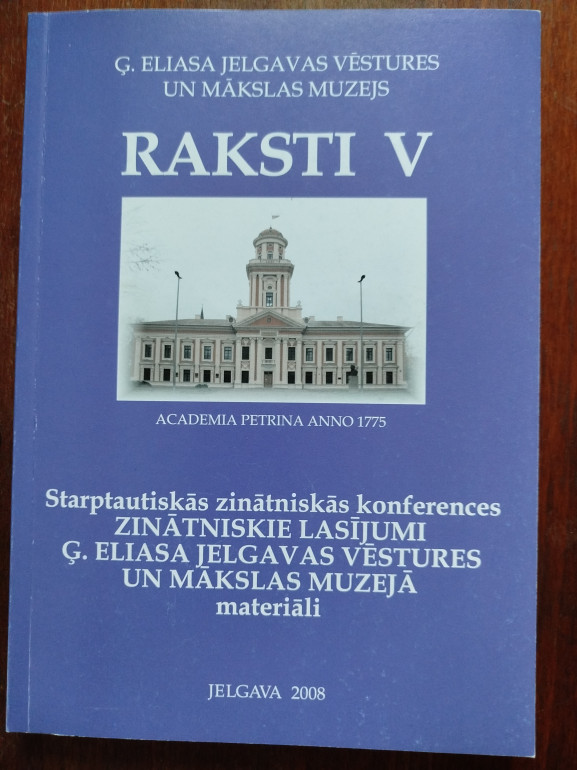 Ģ. ELIASA JELGAVAS VĒSTURES
UN MĀKSLAS MUZEJS
RAKSTI V
ACADEMIA PETRINA ANNO 1775
Starptautiskās zinātniskās konferences
ZINĀTNISKIE LASĪJUMI
Ģ. ELIASA JELGAVAS VĒSTURES
UN MĀKSLAS MUZEJĀ
materiāli
JELGAVA 2008